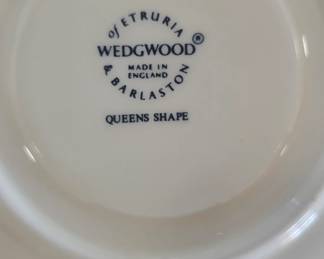 of ETRURIA
WEDGWOOD®
MADE IN
ENGLAND
& BARLASTON
QUEENS SHAPE